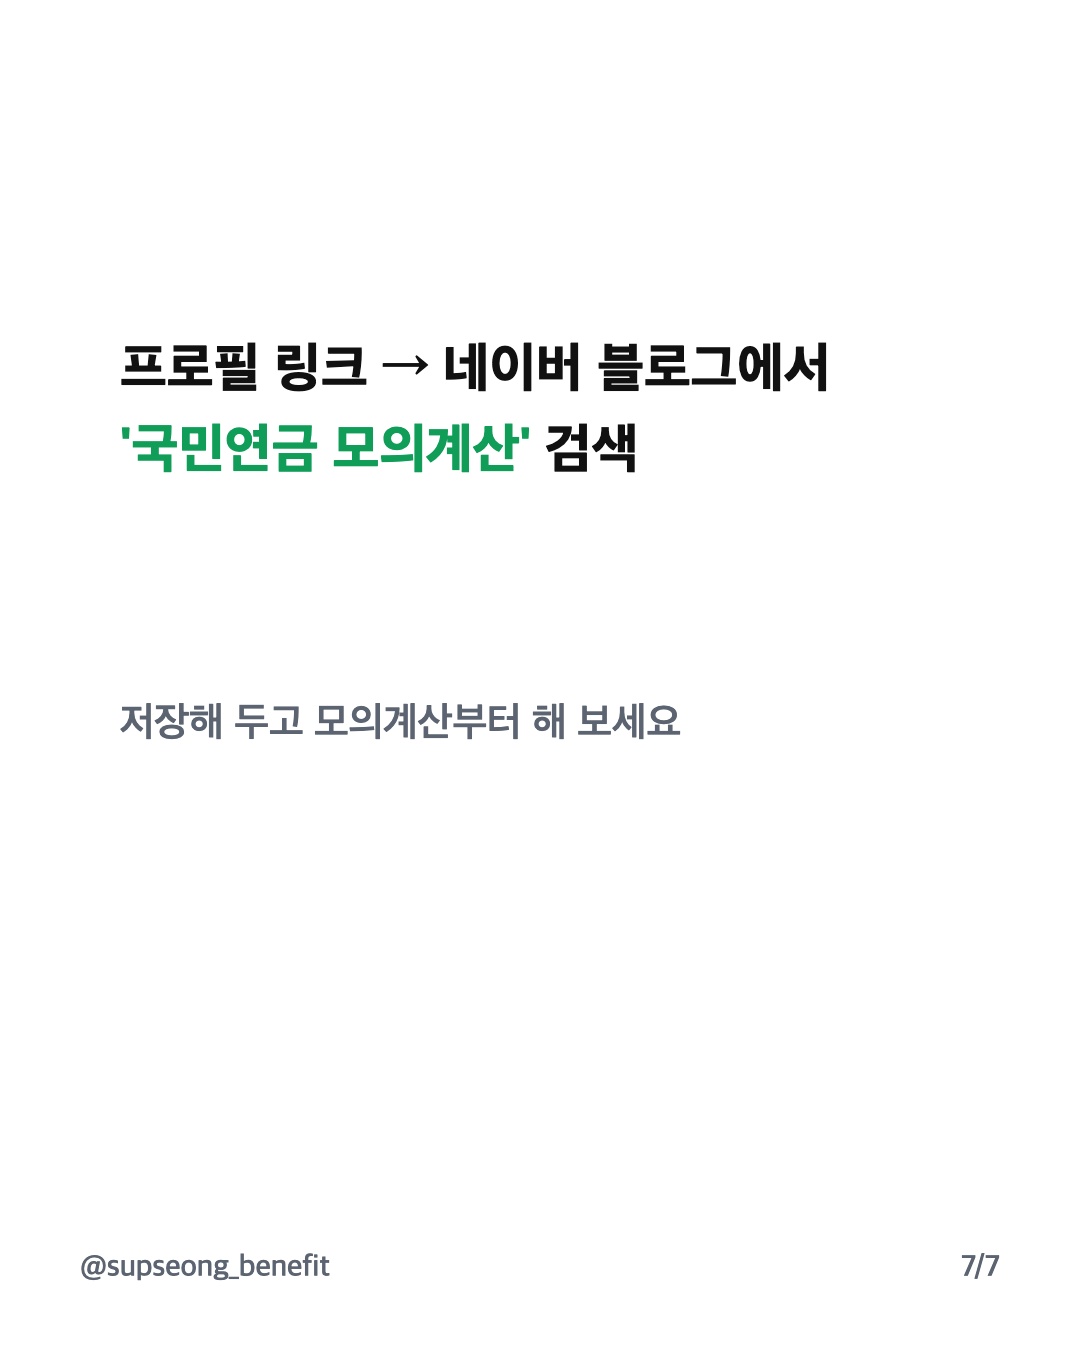 프로필 링크 → 네이버 블로그에서
'국민연금 모의계산' 검색
저장해 두고 모의계산부터 해 보세요
@supseong_benefit
7/7